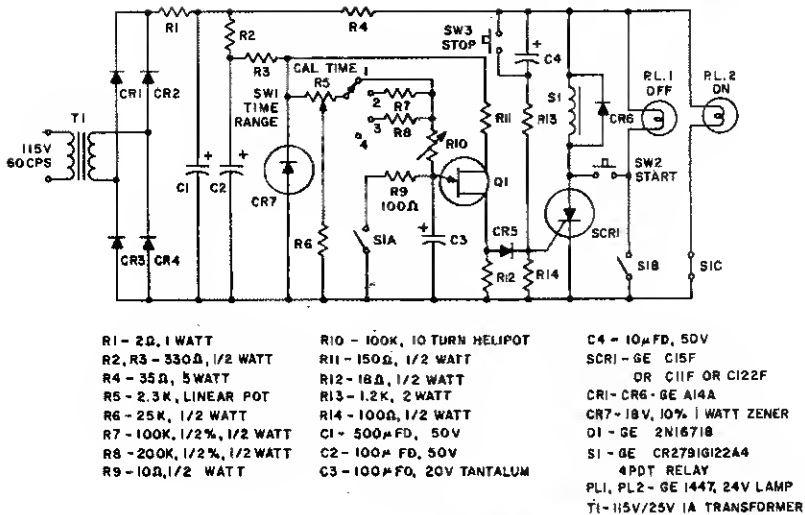 R1
R4
R2
R3
SW3
STOP
C4
CAL TIME
R5
1
SW1
TIME
RANGE
2
R7
3
R8
4
R10
R11
R13
S1
CR6
P.L. 1
OFF
P.L. 2
ON
CR1
CR2
T1
115V
60CPS
C1
C2
CR7
R9
100Ω
Q1
SW2
START
SCR1
CR3
CR4
R6
S1A
C3
CR5
R12
R14
S1B
S1C
R1 - 2Ω, 1 WATT
R2, R3 - 330Ω, 1/2 WATT
R4 - 35Ω, 5 WATT
R5 - 2.3K, LINEAR POT
R6 - 25K, 1/2 WATT
R7 - 100K, 1/2%, 1/2 WATT
R8 - 200K, 1/2%, 1/2 WATT
R9 - 10Ω, 1/2 WATT
R10 - 100K, 10 TURN HELIPOT
R11 - 150Ω, 1/2 WATT
R12 - 18Ω, 1/2 WATT
R13 - 1.2K, 2 WATT
R14 - 100Ω, 1/2 WATT
C1 - 500μFD, 50V
C2 - 100μ FD, 50V
C3 - 100μFD, 20V TANTALUM
C4 - 10μFD, 50V
SCR1 - GE C15F
OR C11F OR C122F
CR1 - CR6 - GE A14A
CR7 - 18V, 10% 1 WATT ZENER
Q1 - GE 2N1671B
S1 - GE CR2791G122A4
4PDT RELAY
PL1, PL2 - GE 1447, 24V LAMP
T1 - 115V/25V 1A TRANSFORMER